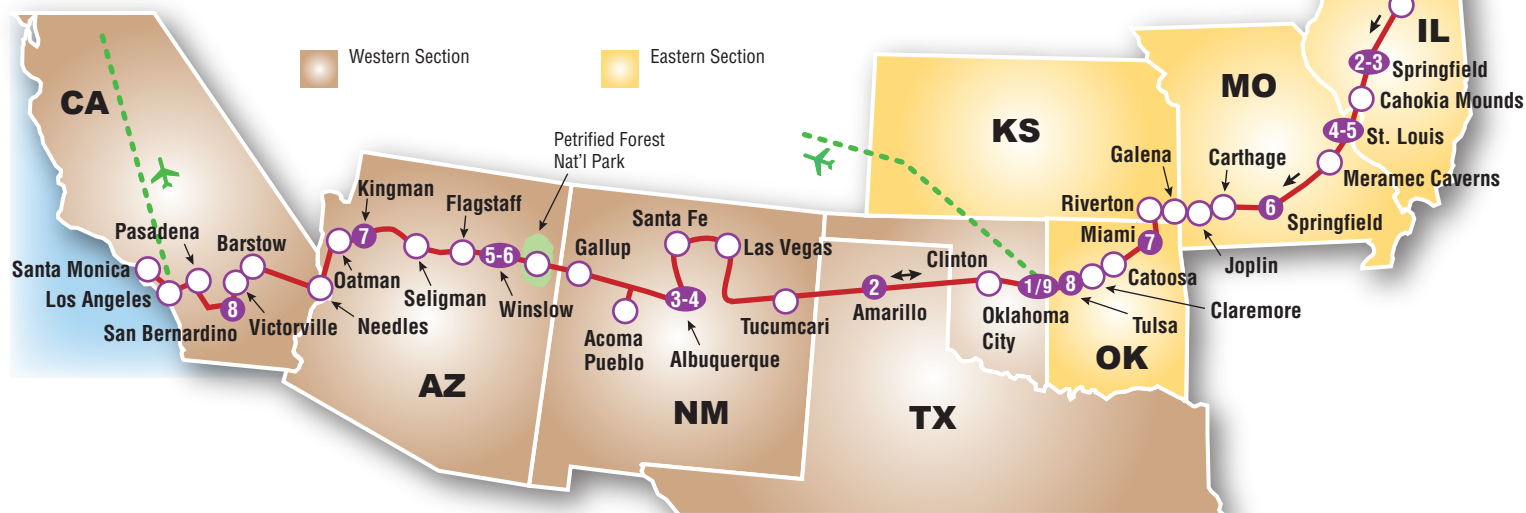 Western Section
Eastern Section
CA
AZ
NM
TX
OK
KS
MO
IL
Santa Monica
Los Angeles
Pasadena
San Bernardino
8
Victorville
Barstow
Needles
Oatman
Kingman
7
Seligman
Flagstaff
5-6
Winslow
Petrified Forest
Nat'l Park
Gallup
Acoma
Pueblo
3-4
Albuquerque
Santa Fe
Las Vegas
Tucumcari
2
Amarillo
Clinton
1/9
Oklahoma
City
8
Tulsa
Claremore
Catoosa
7
Miami
Riverton
Galena
Joplin
Carthage
6
Springfield
Meramec Caverns
4-5
St. Louis
Cahokia Mounds
2-3
Springfield